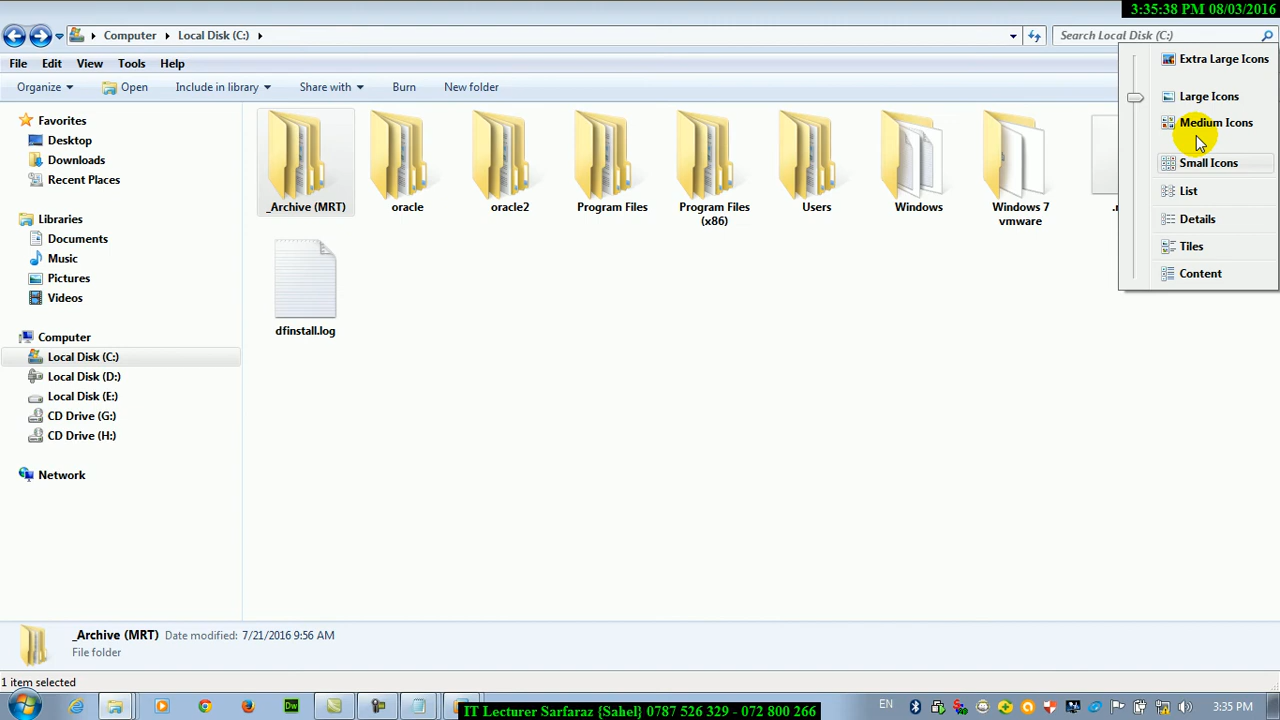 3:35:38 PM 08/03/2016
Computer
Local Disk (C:)
Search Local Disk (C:)
File Edit View Tools Help
Organize Open Include in library Share with Burn New folder
Extra Large Icons
Large Icons
Medium Icons
Small Icons
List
Details
Tiles
Content
Favorites
Desktop
Downloads
Recent Places
Libraries
Documents
Music
Pictures
Videos
Computer
Local Disk (C:)
Local Disk (D:)
Local Disk (E:)
CD Drive (G:)
CD Drive (H:)
Network
_Archive (MRT)
oracle
oracle2
Program Files
Program Files
(x86)
Users
Windows
Windows 7
vmware
dfinstall.log
_Archive (MRT) Date modified: 7/21/2016 9:56 AM
File folder
1 item selected
Dw
EN
3:35 PM
IT Lecturer Sarfaraz {Sahel} 0787 526 329 - 072 800 266